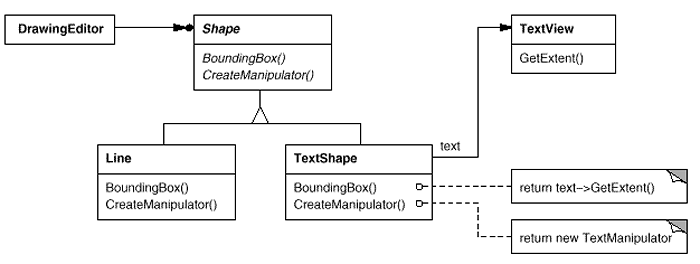 DrawingEditor
Shape
BoundingBox()
CreateManipulator()
TextView
GetExtent()
Line
BoundingBox()
CreateManipulator()
TextShape
BoundingBox()
CreateManipulator()
text
return text->GetExtent()
return new TextManipulator